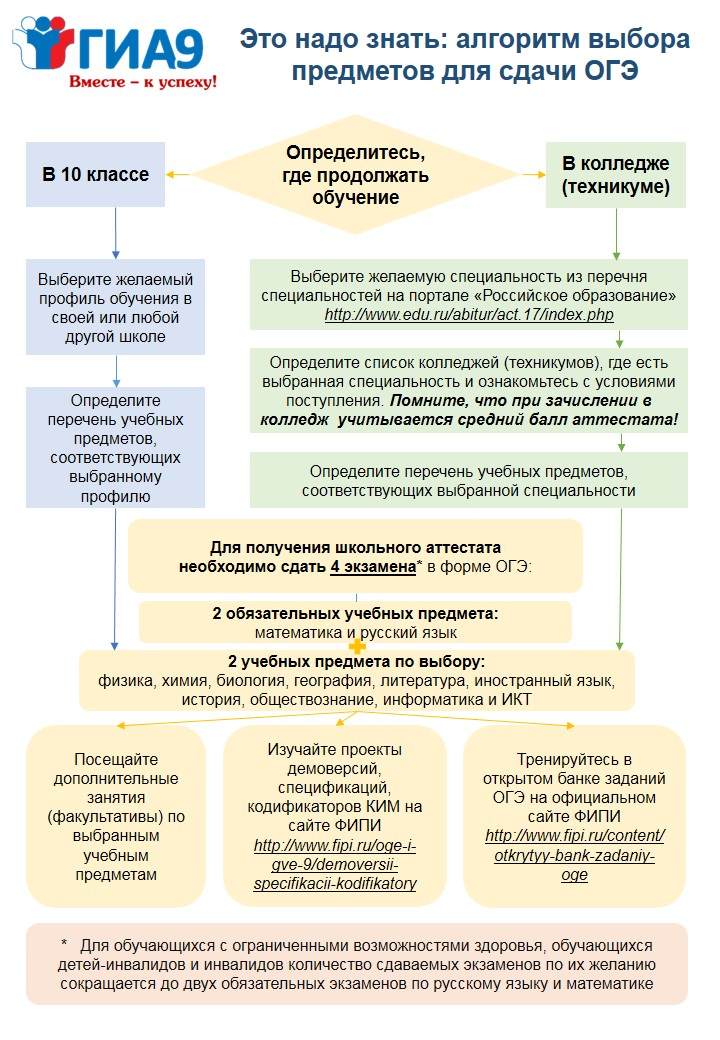 ГИА9
Вместе – к успеху!
Это надо знать: алгоритм выбора
предметов для сдачи ОГЭ
В 10 классе
Определитесь,
где продолжать
обучение
В колледже
(техникуме)
Выберите желаемый
профиль обучения в
своей или любой
другой школе
Определите
перечень учебных
предметов,
соответствующих
выбранному
профилю
Выберите желаемую специальность из перечня
специальностей на портале «Российское образование»
http://www.edu.ru/abitur/act.17/index.php
Определите список колледжей (техникумов), где есть
выбранная специальность и ознакомьтесь с условиями
поступления. Помните, что при зачислении в
колледж учитывается средний балл аттестата!
Определите перечень учебных предметов,
соответствующих выбранной специальности
Для получения школьного аттестата
необходимо сдать 4 экзамена* в форме ОГЭ:
2 обязательных учебных предмета:
математика и русский язык
2 учебных предмета по выбору:
физика, химия, биология, география, литература, иностранный язык,
история, обществознание, информатика и ИКТ
Посещайте
дополнительные
занятия
(факультативы) по
выбранным
учебным
предметам
Изучайте проекты
демоверсий,
спецификаций,
кодификаторов КИМ на
сайте ФИПИ
http://www.fipi.ru/oge-i-
gve-9/demoversii-
specifikacii-kodifikatory
Тренируйтесь в
открытом банке заданий
ОГЭ на официальном
сайте ФИПИ
http://www.fipi.ru/content/
otkrytyy-bank-zadaniy-
oge
* Для обучающихся с ограниченными возможностями здоровья, обучающихся
детей-инвалидов и инвалидов количество сдаваемых экзаменов по их желанию
сокращается до двух обязательных экзаменов по русскому языку и математике